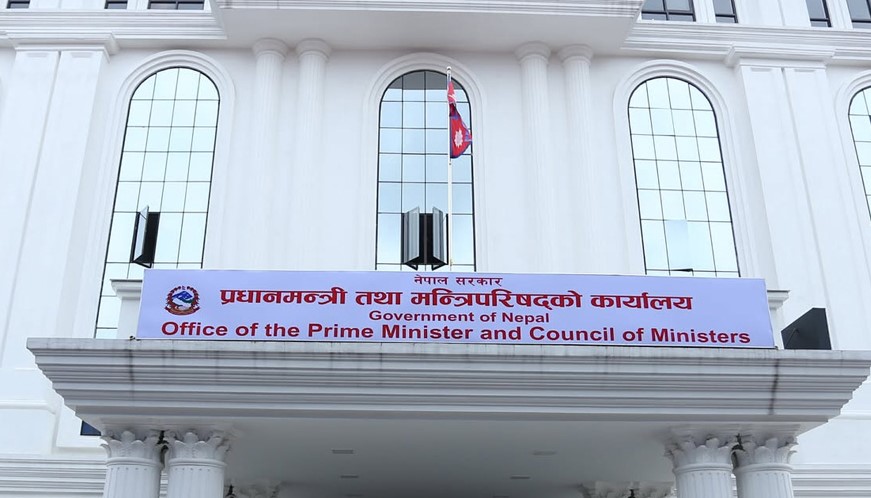 नेपाल सरकार
प्रधानमन्त्री तथा मन्त्रिपरिषद्को कार्यालय
Government of Nepal
Office of the Prime Minister and Council of Ministers